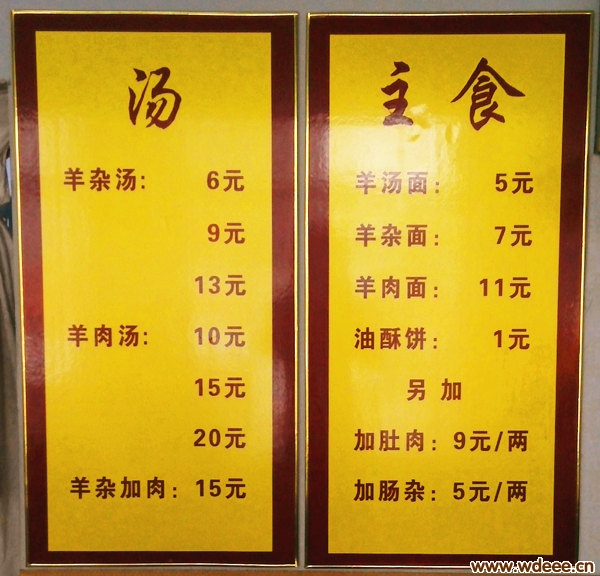 汤
羊杂汤: 6元
9元
13元
羊肉汤: 10元
15元
20元
羊杂加肉: 15元
主食
羊汤面: 5元
羊杂面: 7元
羊肉面: 11元
油酥饼: 1元
另加
加肚肉: 9元/两
加肠杂: 5元/两
www.wdeee.cn